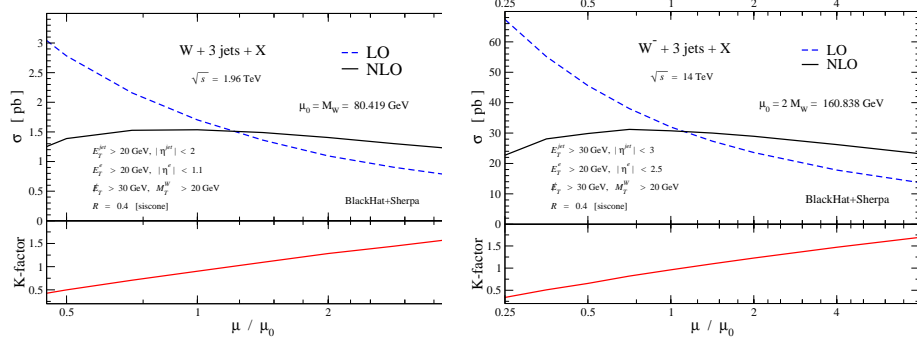 0.25 0.5 1 2 4
3
2.5
2
1.5
1
0.5
0
σ [ pb ]
W + 3 jets + X
√s = 1.96 TeV
LO
NLO
μ₀ = M_W = 80.419 GeV
E_T^jet > 20 GeV, | η^jet | < 2
E_T^e > 20 GeV, | η^e | < 1.1
E̸_T > 30 GeV, M_T^W > 20 GeV
R = 0.4 [siscone]
BlackHat+Sherpa
1.5
1
0.5
K-factor
0.5 1 2
μ / μ₀
60
50
40
30
20
10
0
σ [ pb ]
W⁻ + 3 jets + X
√s = 14 TeV
LO
NLO
μ₀ = 2 M_W = 160.838 GeV
E_T^jet > 30 GeV, | η^jet | < 3
E_T^e > 20 GeV, | η^e | < 2.5
E̸_T > 30 GeV, M_T^W > 20 GeV
R = 0.4 [siscone]
BlackHat+Sherpa
1.5
1
0.5
K-factor
0.25 0.5 1 2 4
μ / μ₀